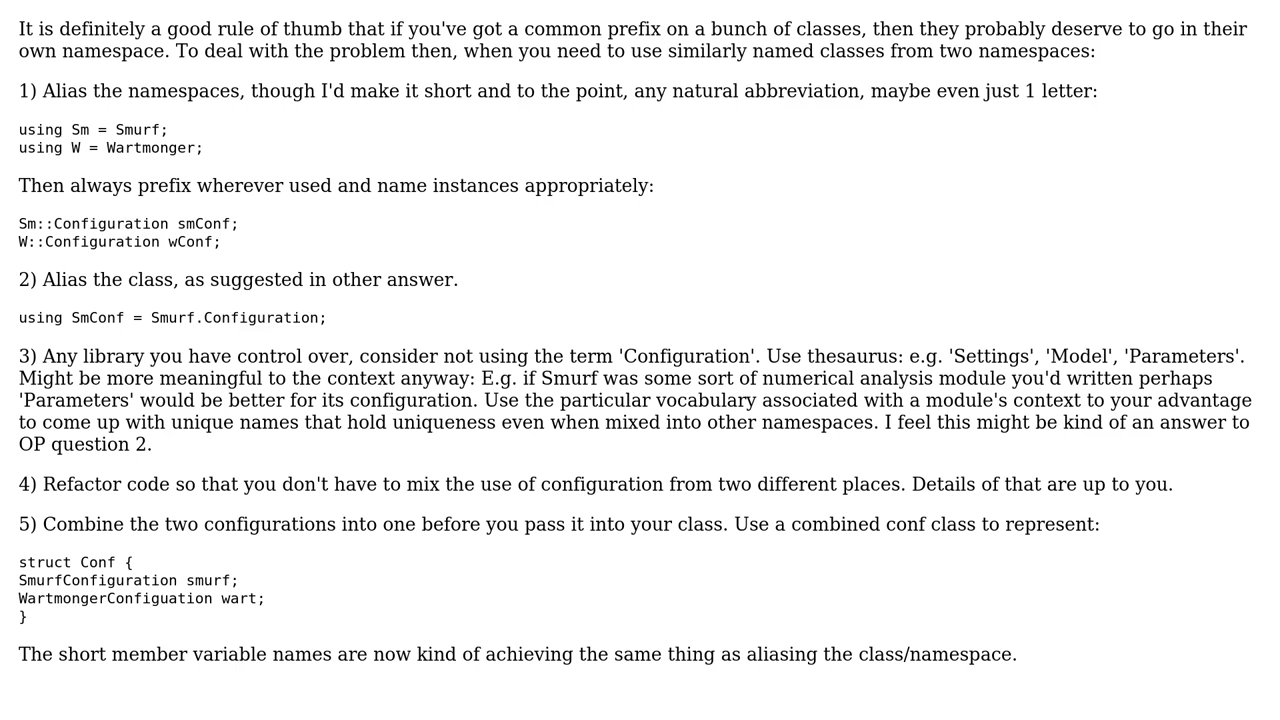 It is definitely a good rule of thumb that if you've got a common prefix on a bunch of classes, then they probably deserve to go in their
own namespace. To deal with the problem then, when you need to use similarly named classes from two namespaces:
1) Alias the namespaces, though I'd make it short and to the point, any natural abbreviation, maybe even just 1 letter:
using Sm = Smurf;
using W = Wartmonger;
Then always prefix wherever used and name instances appropriately:
Sm::Configuration smConf;
W::Configuration wConf;
2) Alias the class, as suggested in other answer.
using SmConf = Smurf.Configuration;
3) Any library you have control over, consider not using the term 'Configuration'. Use thesaurus: e.g. 'Settings', 'Model', 'Parameters'.
Might be more meaningful to the context anyway: E.g. if Smurf was some sort of numerical analysis module you'd written perhaps
'Parameters' would be better for its configuration. Use the particular vocabulary associated with a module's context to your advantage
to come up with unique names that hold uniqueness even when mixed into other namespaces. I feel this might be kind of an answer to
OP question 2.
4) Refactor code so that you don't have to mix the use of configuration from two different places. Details of that are up to you.
5) Combine the two configurations into one before you pass it into your class. Use a combined conf class to represent:
struct Conf {
SmurfConfiguration smurf;
WartmongerConfiguation wart;
}
The short member variable names are now kind of achieving the same thing as aliasing the class/namespace.